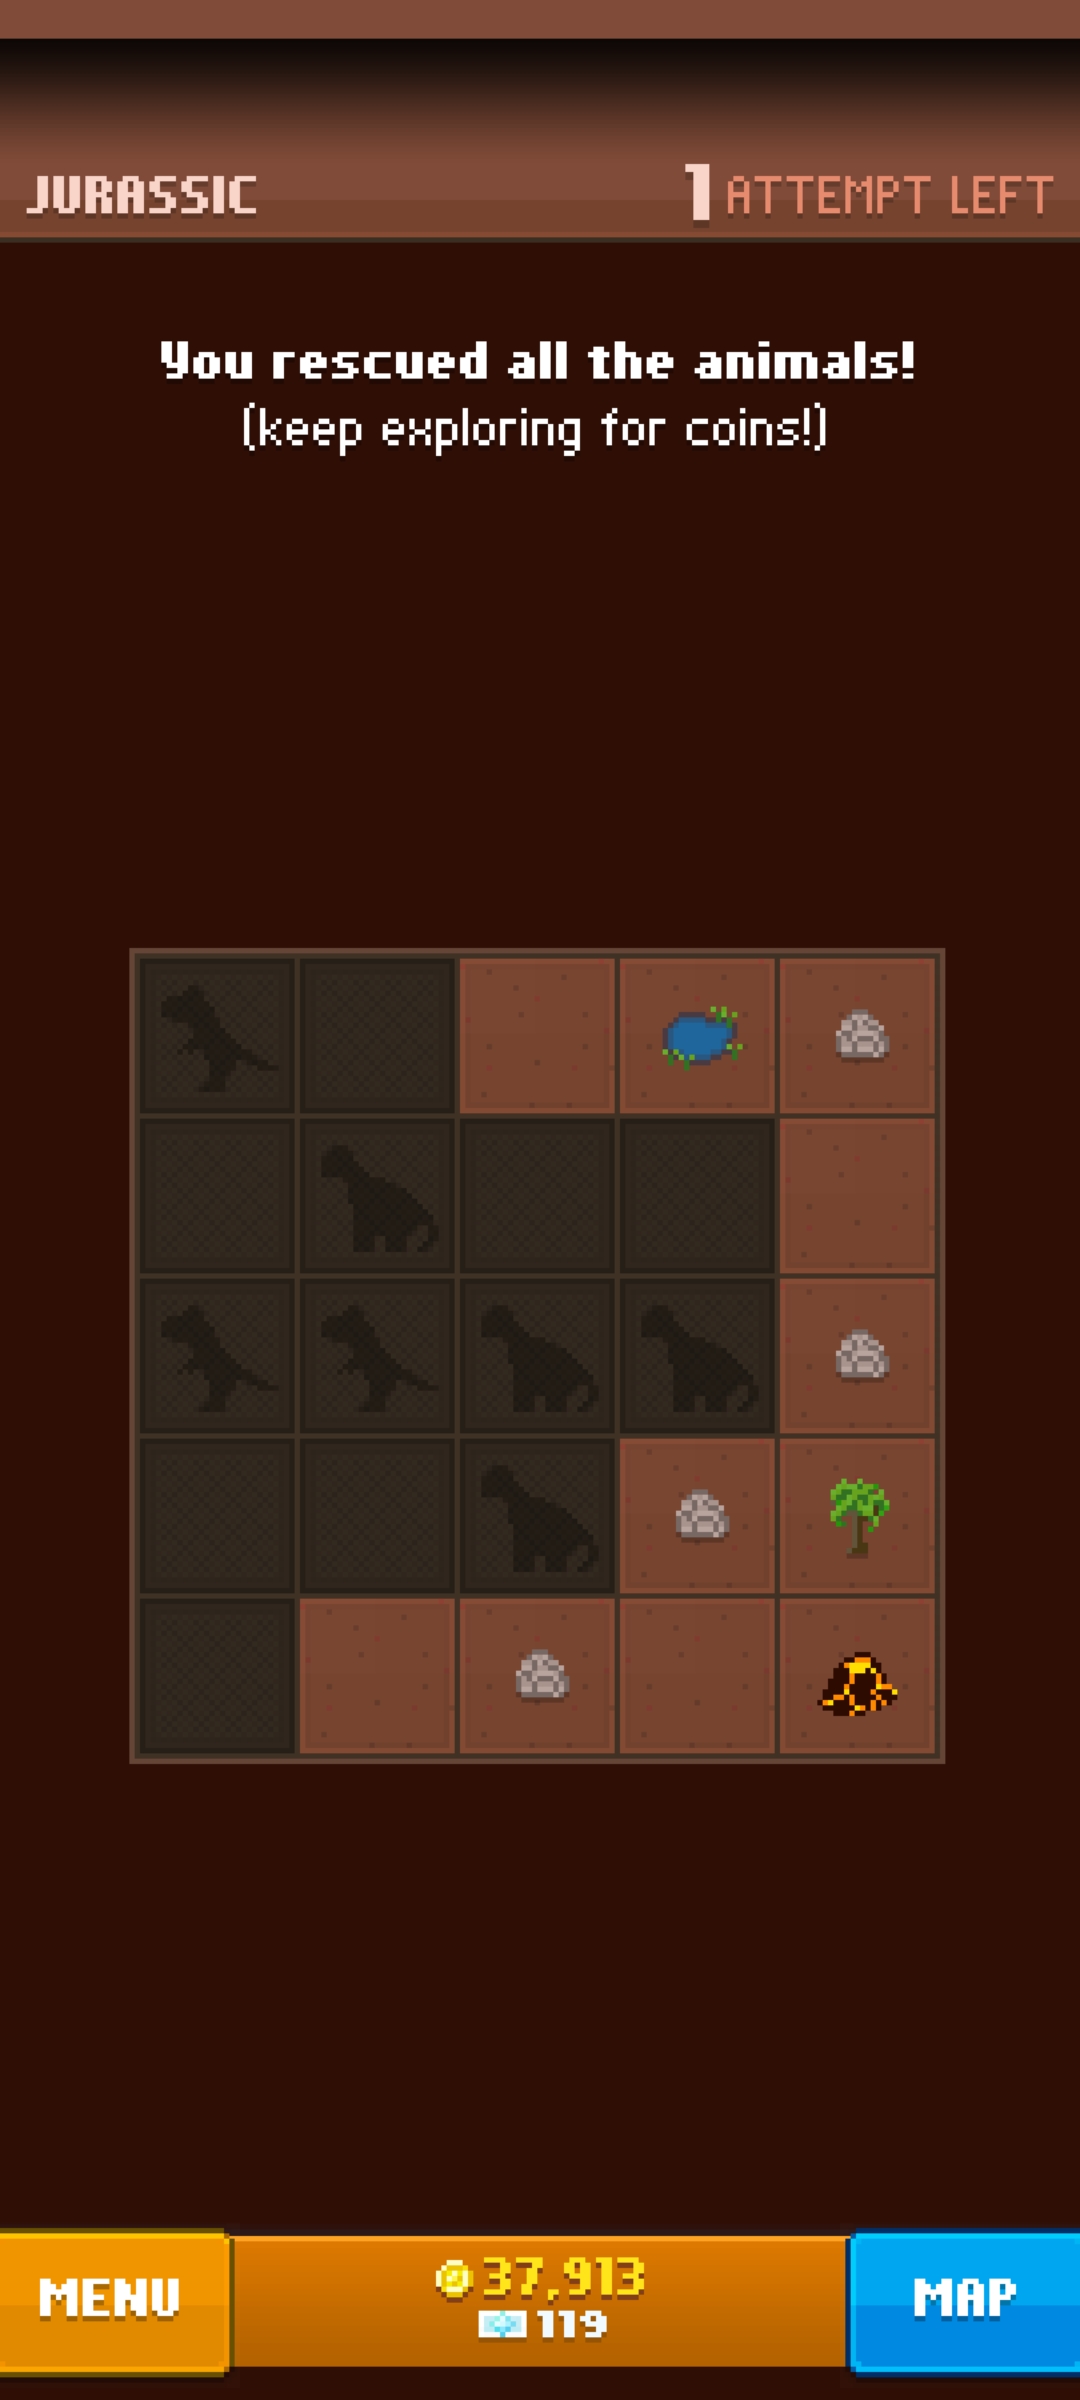 JURASSIC
1 ATTEMPT LEFT
You rescued all the animals!
(keep exploring for coins!)
MENU
37,913
119
MAP